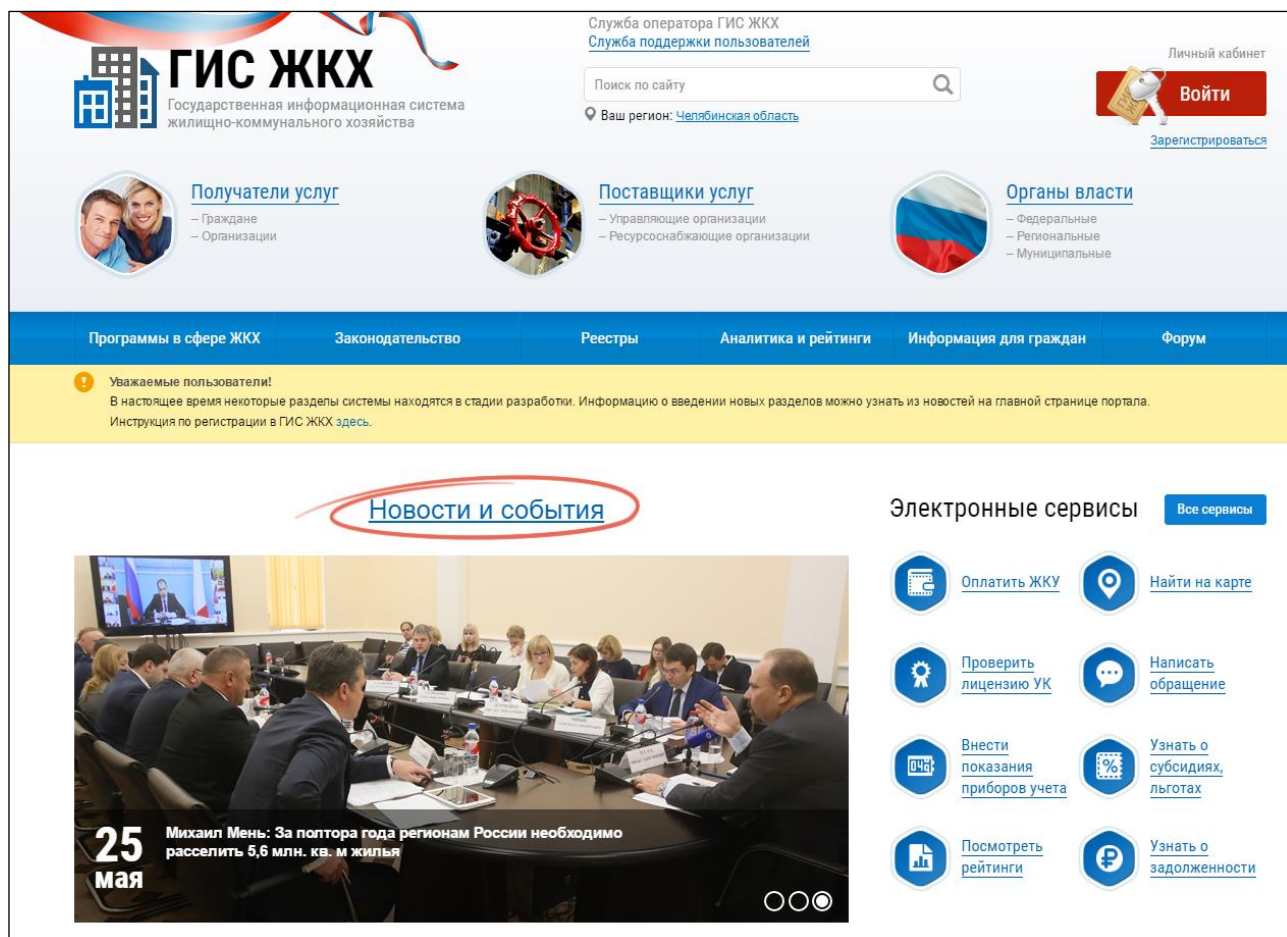 Служба оператора ГИС ЖКХ
Служба поддержки пользователей
ГИС ЖКХ
Государственная информационная система
жилищно-коммунального хозяйства
Поиск по сайту
Ваш регион: Челябинская область
Личный кабинет
Войти
Зарегистрироваться
Получатели услуг
– Граждане
– Организации
Поставщики услуг
– Управляющие организации
– Ресурсоснабжающие организации
Органы власти
– Федеральные
– Региональные
– Муниципальные
Программы в сфере ЖКХ Законодательство Реестры Аналитика и рейтинги Информация для граждан Форум
Уважаемые пользователи!
В настоящее время некоторые разделы системы находятся в стадии разработки. Информацию о введении новых разделов можно узнать из новостей на главной странице портала.
Инструкция по регистрации в ГИС ЖКХ здесь.
Новости и события
25
мая
Михаил Мень: За полтора года регионам России необходимо
расселить 5,6 млн. кв. м жилья
Электронные сервисы
Все сервисы
Оплатить ЖКУ
Найти на карте
Проверить
лицензию УК
Написать
обращение
Внести
показания
приборов учета
Узнать о
субсидиях,
льготах
Посмотреть
рейтинги
Узнать о
задолженности